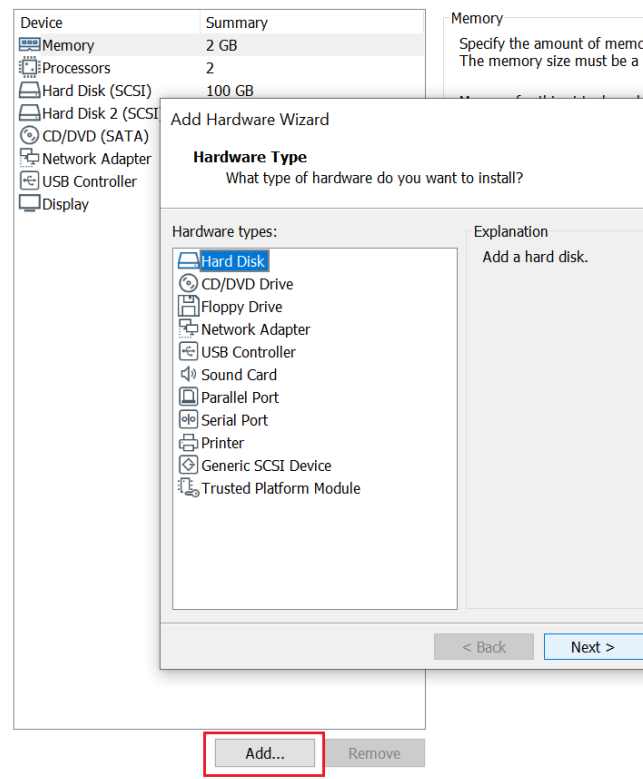 Device Summary
Memory 2 GB
Processors 2
Hard Disk (SCSI) 100 GB
Hard Disk 2 (SCSI
CD/DVD (SATA)
Network Adapter
USB Controller
Display
Memory
Specify the amount of
The memory size must be a
Add Hardware Wizard
Hardware Type
What type of hardware do you want to install?
Hardware types:
Hard Disk
CD/DVD Drive
Floppy Drive
Network Adapter
USB Controller
Sound Card
Parallel Port
Serial Port
Printer
Generic SCSI Device
Trusted Platform Module
Explanation
Add a hard disk.
< Back Next >
Add... Remove